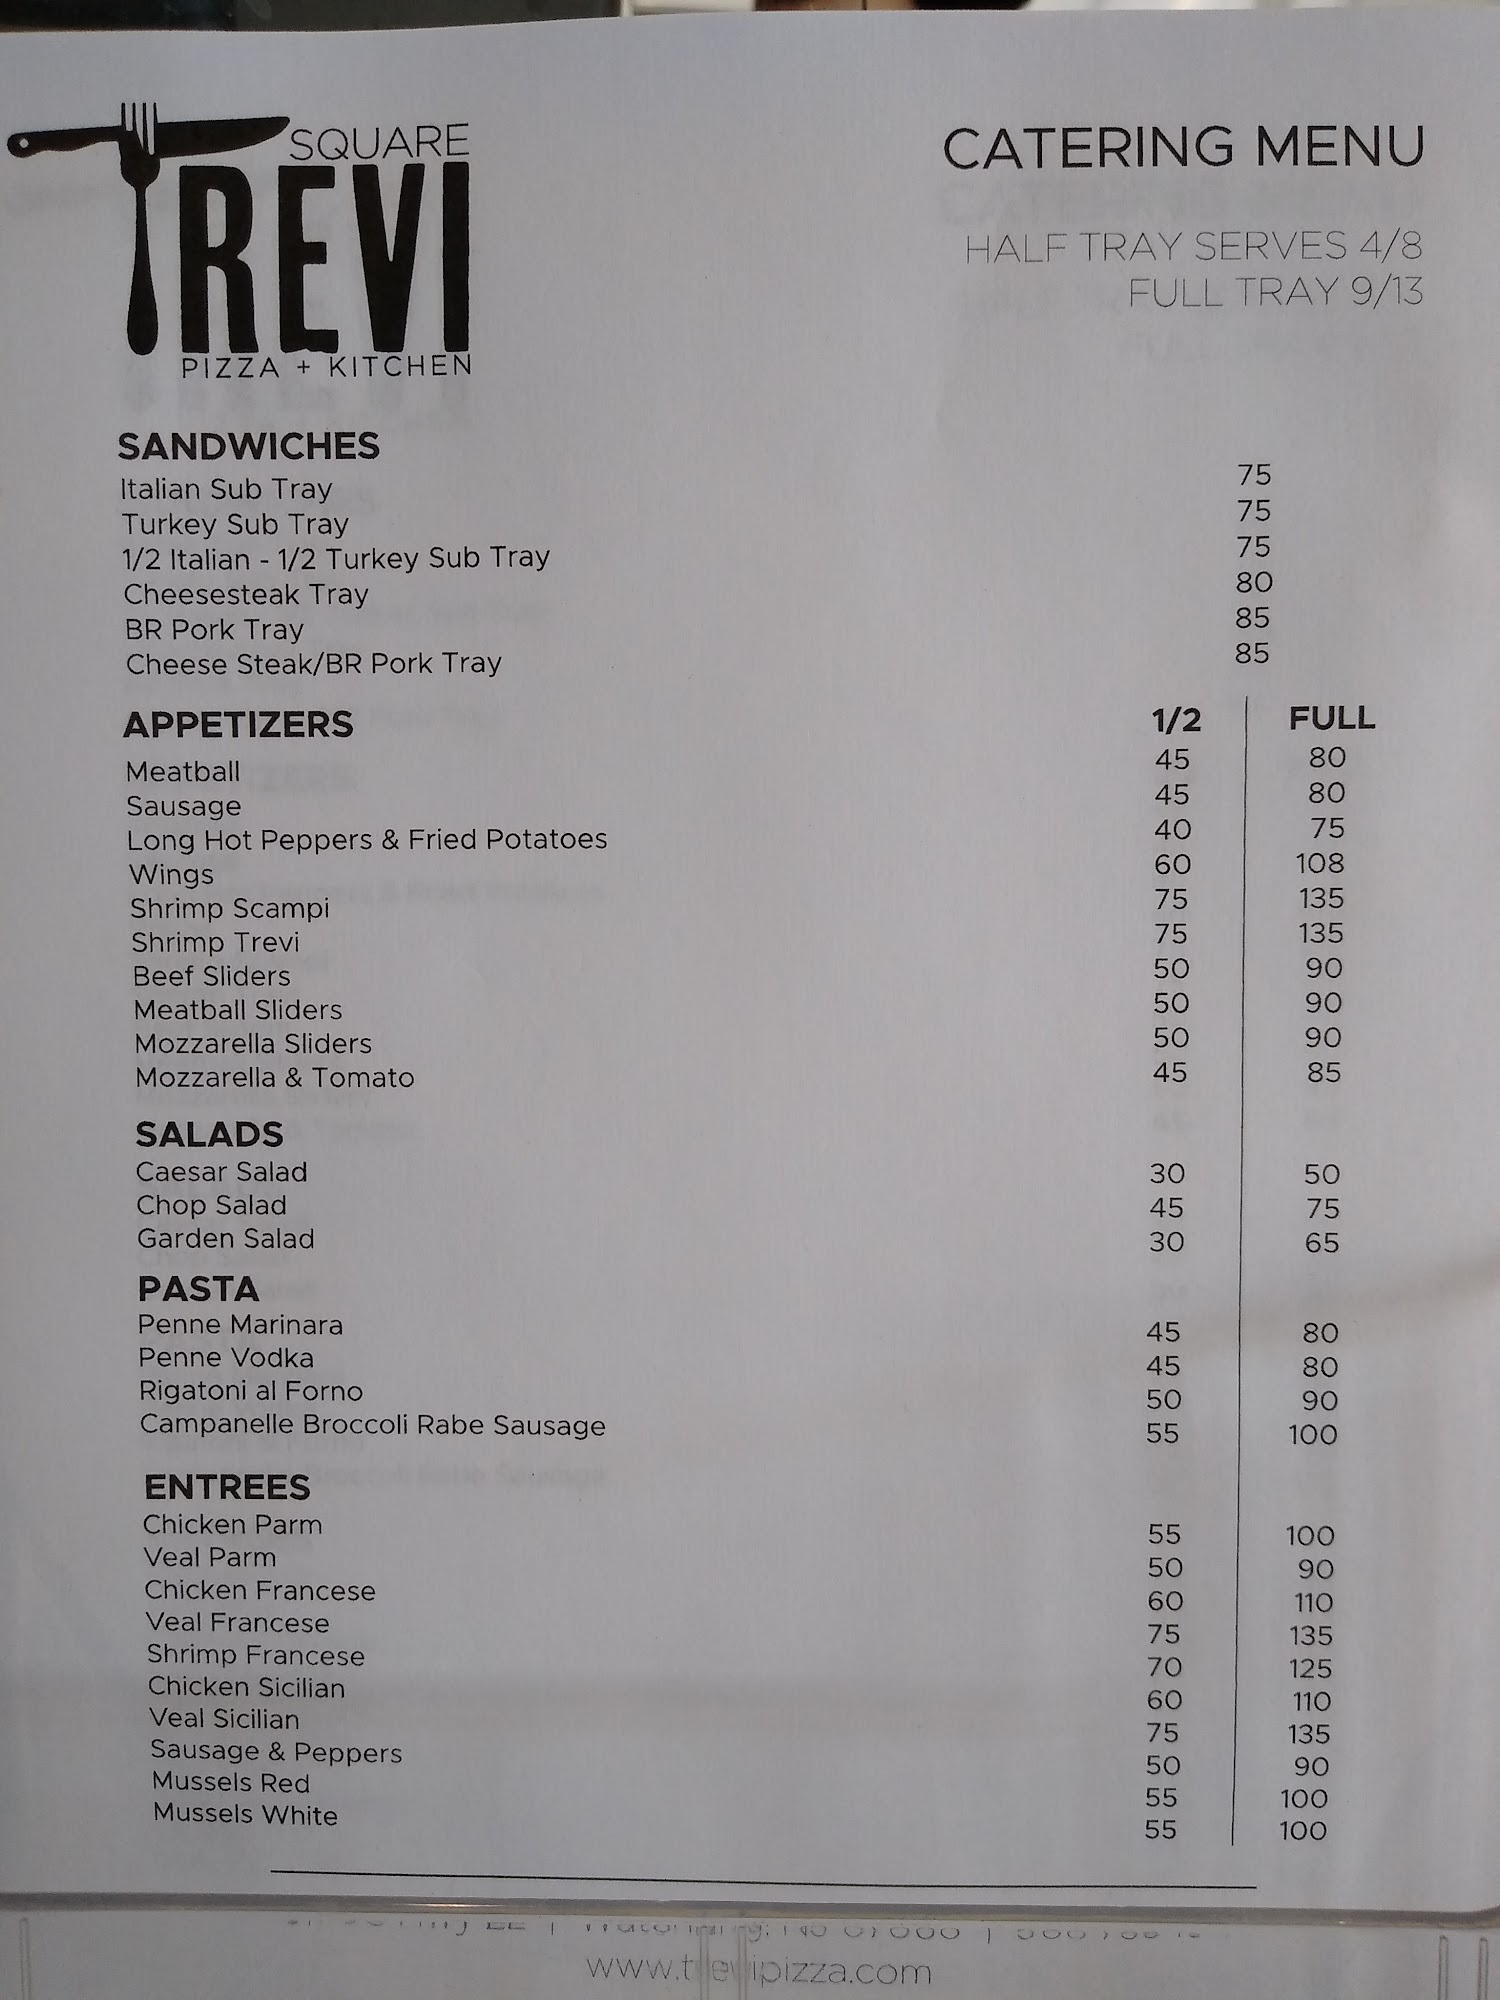 SQUARE
TREVI
PIZZA + KITCHEN
CATERING MENU
HALF TRAY SERVES 4/8
FULL TRAY 9/13
SANDWICHES
Italian Sub Tray 75
Turkey Sub Tray 75
1/2 Italian - 1/2 Turkey Sub Tray 75
Cheesesteak Tray 80
BR Pork Tray 85
Cheese Steak/BR Pork Tray 85
APPETIZERS 1/2 FULL
Meatball 45 80
Sausage 45 80
Long Hot Peppers & Fried Potatoes 40 75
Wings 60 108
Shrimp Scampi 75 135
Shrimp Trevi 75 135
Beef Sliders 50 90
Meatball Sliders 50 90
Mozzarella Sliders 50 90
Mozzarella & Tomato 45 85
SALADS
Caesar Salad 30 50
Chop Salad 45 75
Garden Salad 30 65
PASTA
Penne Marinara 45 80
Penne Vodka 45 80
Rigatoni al Forno 50 90
Campanelle Broccoli Rabe Sausage 55 100
ENTREES
Chicken Parm 55 100
Veal Parm 50 90
Chicken Francese 60 110
Veal Francese 75 135
Shrimp Francese 70 125
Chicken Sicilian 60 110
Veal Sicilian 75 135
Sausage & Peppers 50 90
Mussels Red 55 100
Mussels White 55 100
www.trevipizza.com